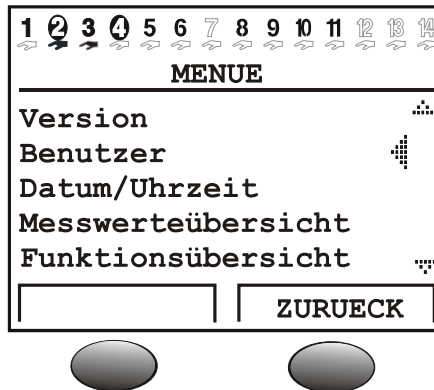 1 2 3 4 5 6 7 8 9 10 11 12 13 14
MENUE
Version
Benutzer
Datum/Uhrzeit
Messwerteübersicht
Funktionsübersicht
ZURUECK